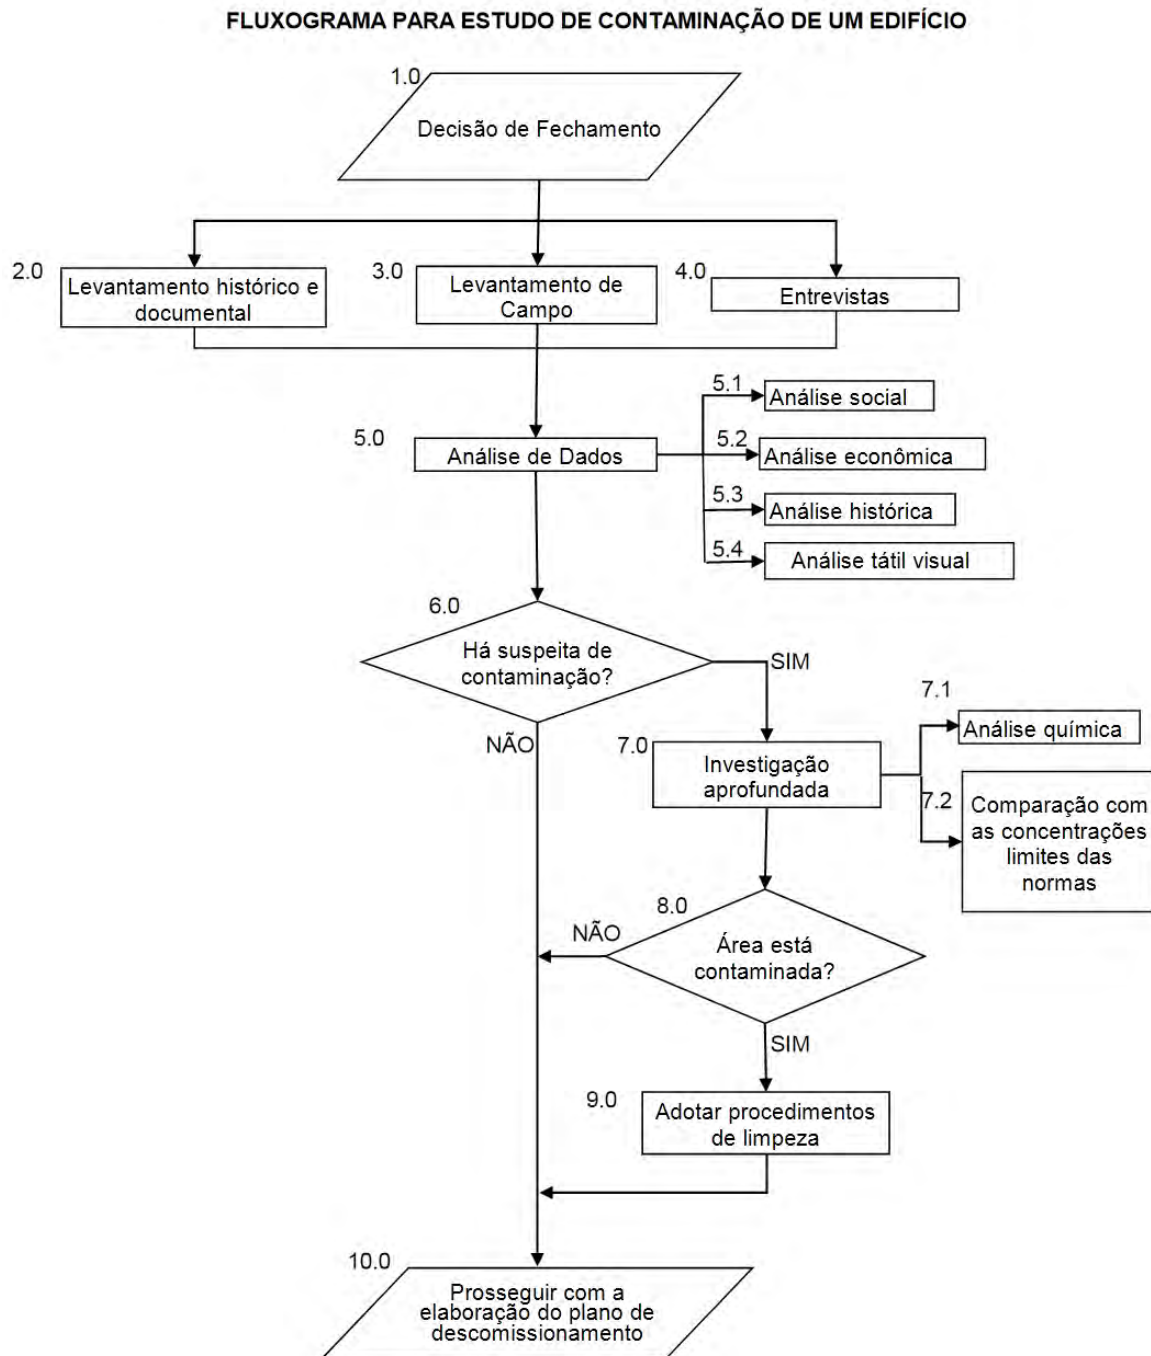 FLUXOGRAMA PARA ESTUDO DE CONTAMINAÇÃO DE UM EDIFÍCIO
1.0
Decisão de Fechamento
2.0
Levantamento histórico e
documental
3.0
Levantamento de
Campo
4.0
Entrevistas
5.0
Análise de Dados
5.1
Análise social
5.2
Análise econômica
5.3
Análise histórica
5.4
Análise tátil visual
6.0
Há suspeita de
contaminação?
SIM
NÃO
7.0
Investigação
aprofundada
7.1
Análise química
7.2
Comparação com
as concentrações
limites das
normas
8.0
Área está
contaminada?
NÃO
SIM
9.0
Adotar procedimentos
de limpeza
10.0
Prosseguir com a
elaboração do plano de
descomissionamento